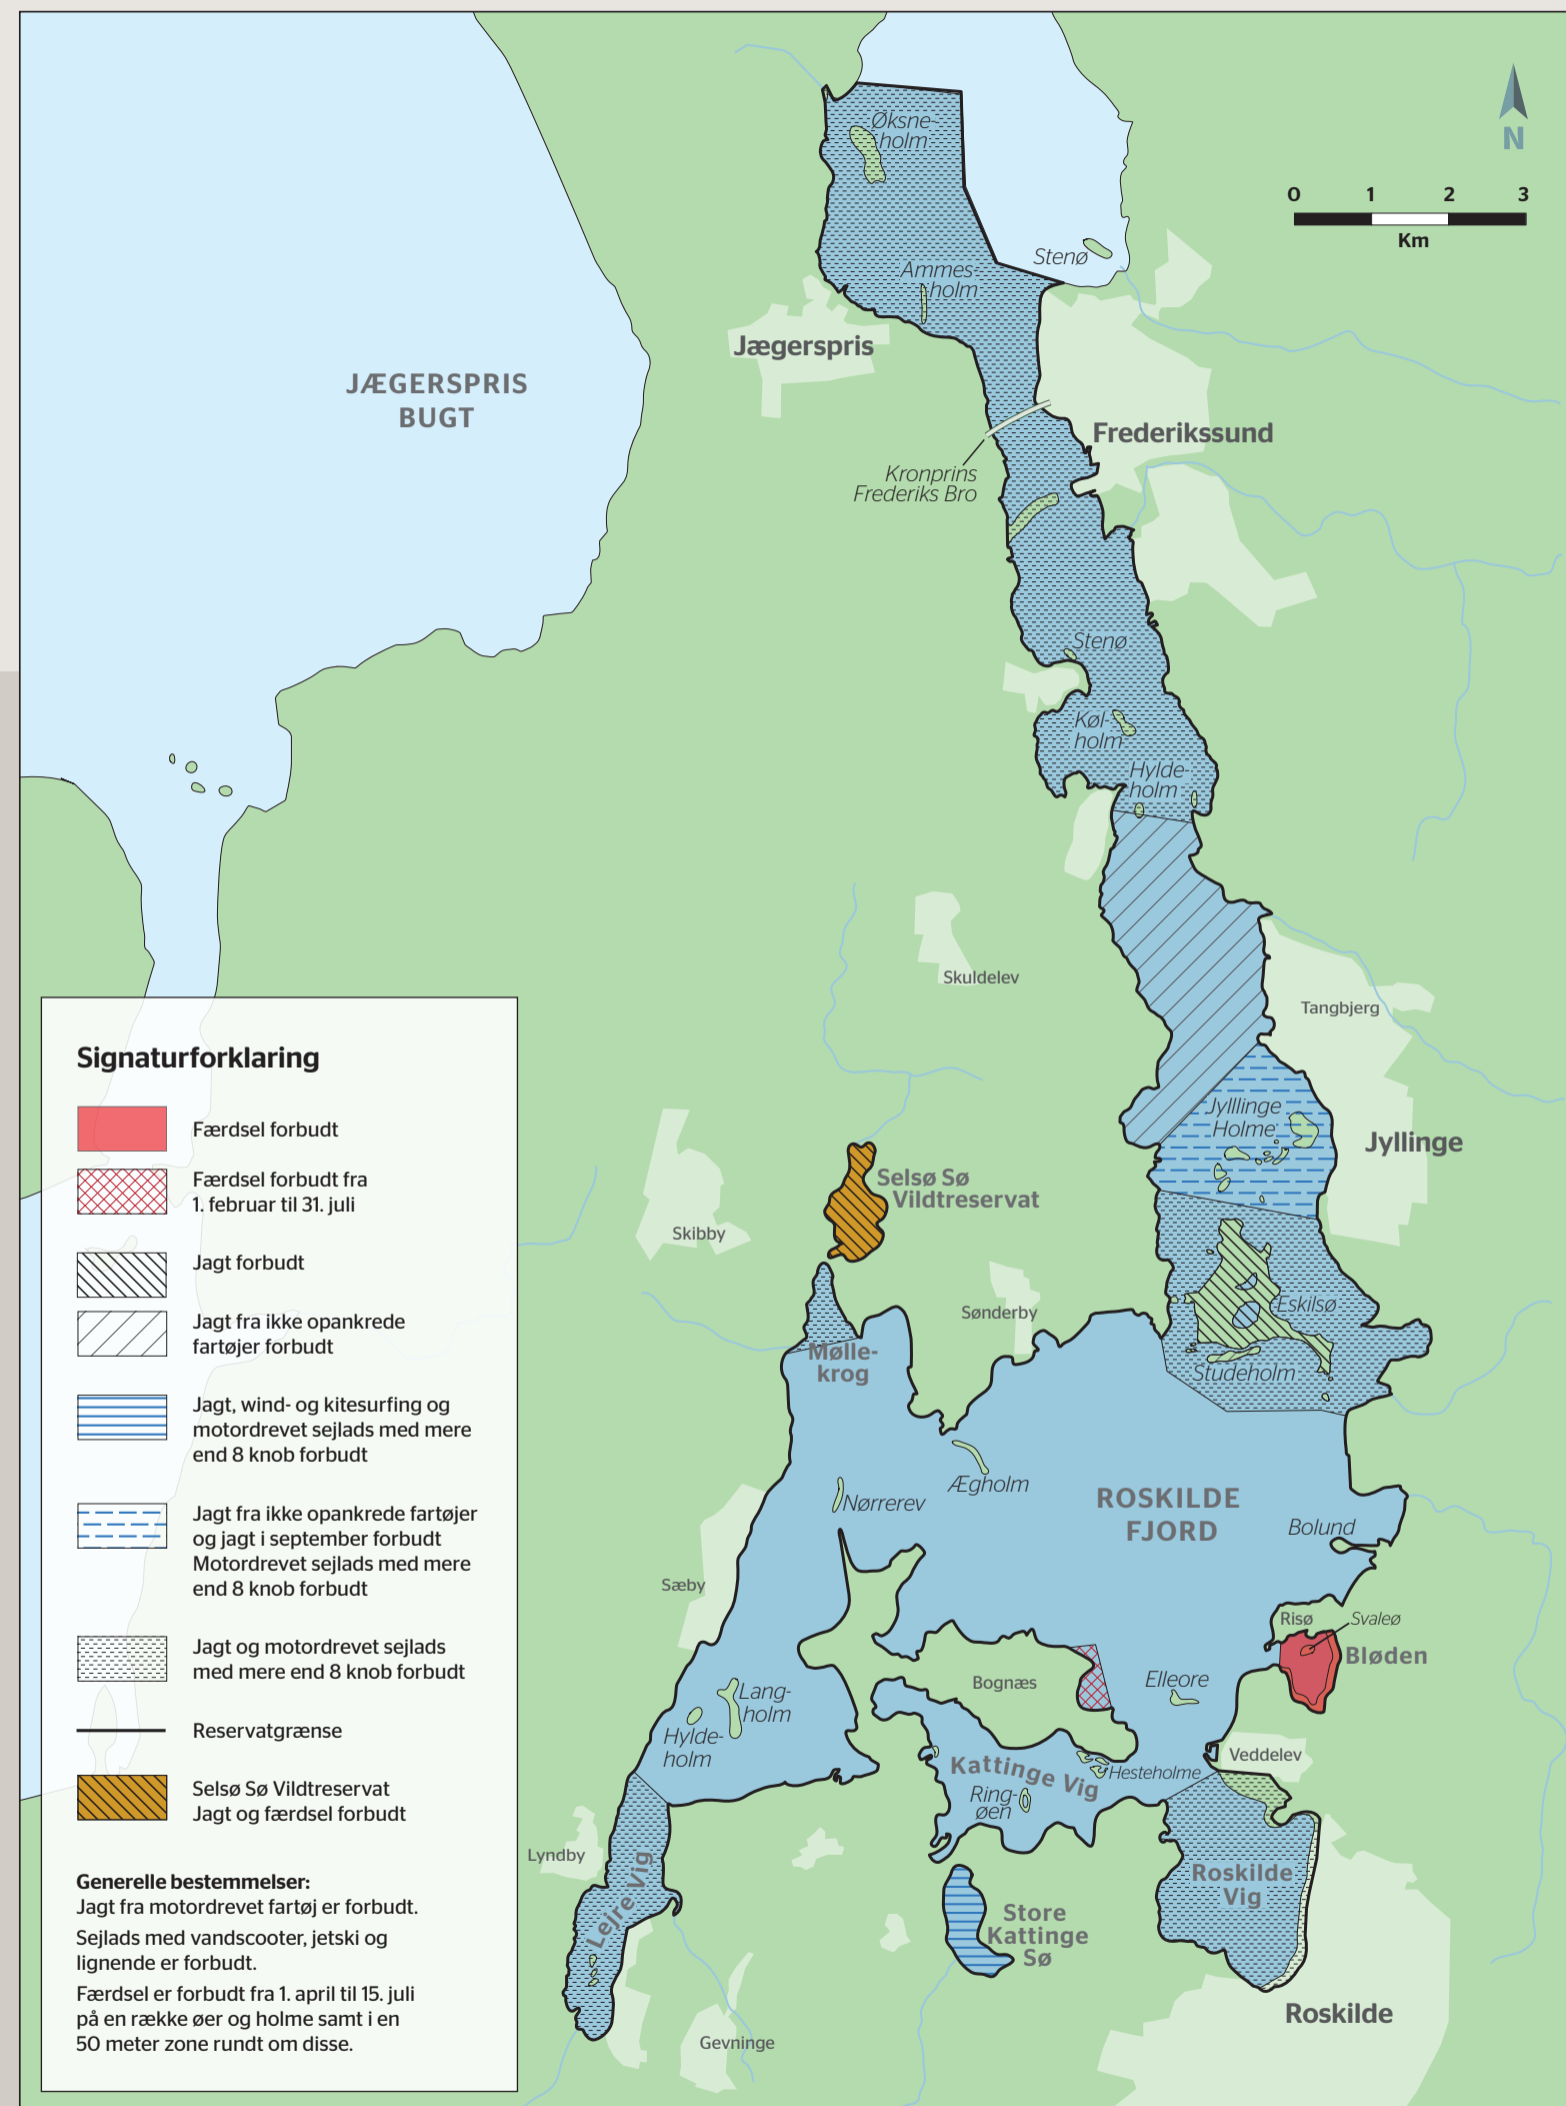 N
0 1 2 3
Km
Øksne-
holm
Stenø
Ammes-
holm
Jægerspris
JÆGERSPRIS
BUGT
Frederikssund
Kronprins
Frederiks Bro
Stenø
Køl-
holm
Hylde-
holm
Skuldelev
Tangbjerg
Jylllinge
Holme
Jyllinge
Selsø Sø
Vildtreservat
Skibby
Sønderby
Eskilsø
Mølle-
krog
Studeholm
Ægholm
Nørrerev
ROSKILDE
FJORD
Bolund
Sæby
Risø
Svaleø
Bløden
Bognæs
Elleore
Lang-
holm
Hylde-
holm
Veddelev
Kattinge Vig
Hesteholme
Ring-
øen
Lyndby
Lejre Vig
Roskilde
Vig
Store
Kattinge
Sø
Roskilde
Gevninge
Signaturforklaring
Færdsel forbudt
Færdsel forbudt fra
1. februar til 31. juli
Jagt forbudt
Jagt fra ikke opankrede
fartøjer forbudt
Jagt, wind- og kitesurfing og
motordrevet sejlads med mere
end 8 knob forbudt
Jagt fra ikke opankrede fartøjer
og jagt i september forbudt
Motordrevet sejlads med mere
end 8 knob forbudt
Jagt og motordrevet sejlads
med mere end 8 knob forbudt
Reservatgrænse
Selsø Sø Vildtreservat
Jagt og færdsel forbudt
Generelle bestemmelser:
Jagt fra motordrevet fartøj er forbudt.
Sejlads med vandscooter, jetski og
lignende er forbudt.
Færdsel er forbudt fra 1. april til 15. juli
på en række øer og holme samt i en
50 meter zone rundt om disse.